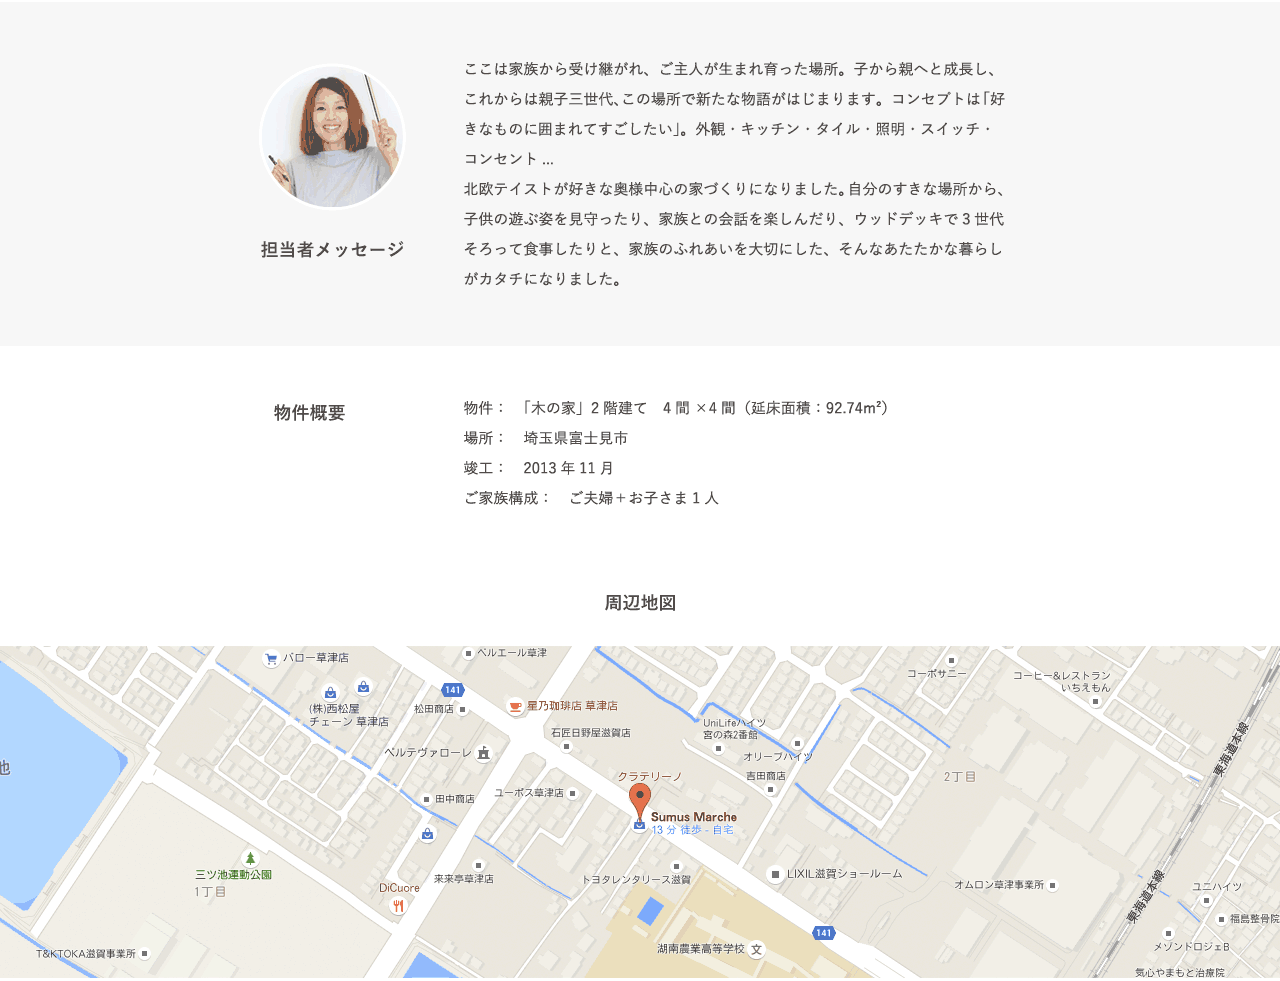 ここは家族から受け継がれ、ご主人が生まれ育った場所。子から親へと成長し、
これからは親子三世代、この場所で新たな物語がはじまります。コンセプトは「好
きなものに囲まれてすごしたい」。外観・キッチン・タイル・照明・スイッチ・
コンセント ...
北欧テイストが好きな奥様中心の家づくりになりました。自分のすきな場所から、
子供の遊ぶ姿を見守ったり、家族との会話を楽しんだり、ウッドデッキで 3 世代
そろって食事したりと、家族のふれあいを大切にした、そんなあたたかな暮らし
がカタチになりました。
担当者メッセージ
物件概要
物件： 「木の家」2 階建て 4 間 ×4 間（延床面積：92.74m²）
場所： 埼玉県富士見市
竣工： 2013 年 11 月
ご家族構成： ご夫婦＋お子さま 1 人
周辺地図
バロー草津店
ベルエール草津
コーポサニー
コーヒー&レストラン
いちえもん
141
(株)西松屋
チェーン 草津店
松田商店
星乃珈琲店 草津店
石匠日野屋滋賀店
UniLifeハイツ
宮の森2番館
オリーブハイツ
東海道本線
ベルテヴァローレ
池
クラテリーノ
吉田商店
2丁目
田中商店
ユーポス草津店
Sumus Marche
13 分 徒歩 - 自宅
三ツ池運動公園
1丁目
来来亭草津店
DiCuore
トヨタレンタリース滋賀
LIXIL滋賀ショールーム
オムロン草津事業所
東海道本線
ユニハイツ
福島整骨院
141
文
湖南農業高等学校
T&KTOKA滋賀事業所
メゾンドロジェB
気心やまもと治療院